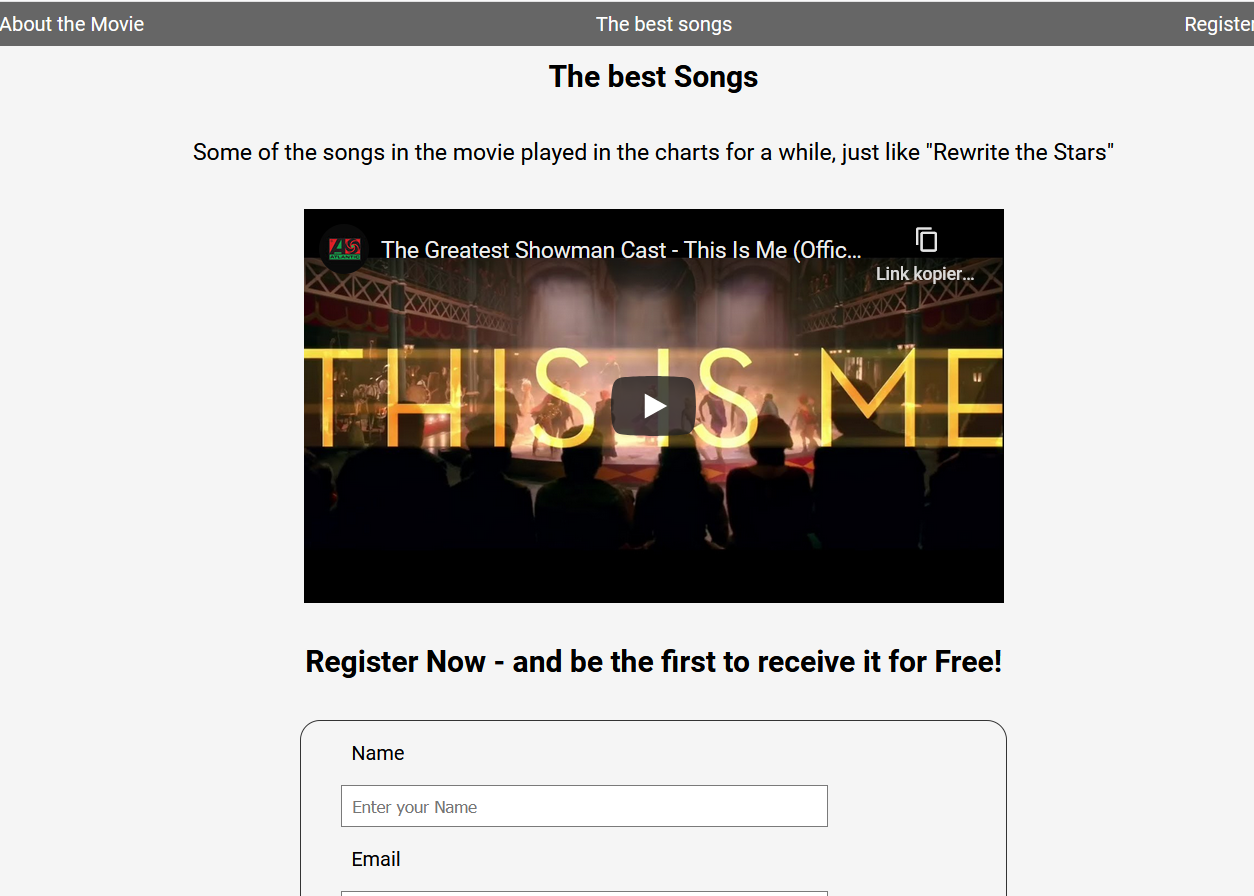 About the Movie The best songs Register
The best Songs
Some of the songs in the movie played in the charts for a while, just like "Rewrite the Stars"
ATLANTIC
The Greatest Showman Cast - This Is Me (Offic...
Link kopier...
THIS IS ME
Register Now - and be the first to receive it for Free!
Name
Enter your Name
Email